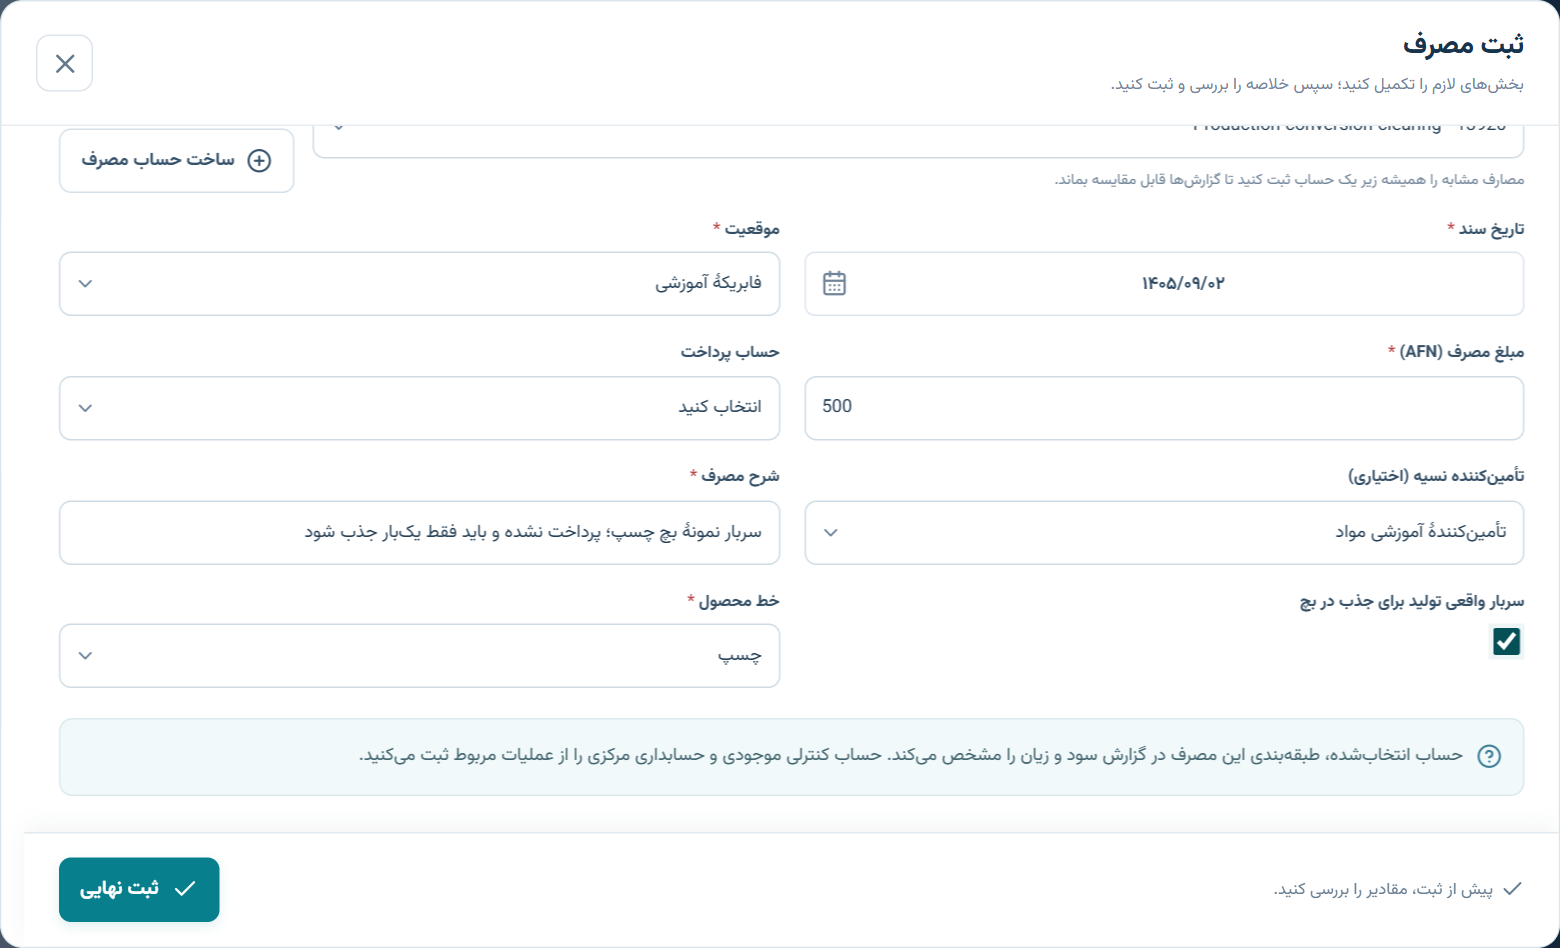 ثبت مصرف
بخش‌های لازم را تکمیل کنید؛ سپس خلاصه را بررسی و ثبت کنید.
Production conversion clearing - 13920
ساخت حساب مصرف
مصارف مشابه را همیشه زیر یک حساب ثبت کنید تا گزارش‌ها قابل مقایسه بماند.
تاریخ سند *
موقعیت *
۱۴۰۵/۰۹/۰۲
فابریکهٔ آموزشی
مبلغ مصرف (AFN) *
حساب پرداخت
500
انتخاب کنید
تأمین‌کننده نسیه (اختیاری)
شرح مصرف *
تأمین‌کنندهٔ آموزشی مواد
سربار نمونهٔ بچ چسپ؛ پرداخت نشده و باید فقط یک‌بار جذب شود
سربار واقعی تولید برای جذب در بچ
خط محصول *
چسپ
حساب انتخاب‌شده، طبقه‌بندی این مصرف در گزارش سود و زیان را مشخص می‌کند. حساب کنترلی موجودی و حسابداری مرکزی را از عملیات مربوط ثبت می‌کنید.
پیش از ثبت، مقادیر را بررسی کنید.
ثبت نهایی